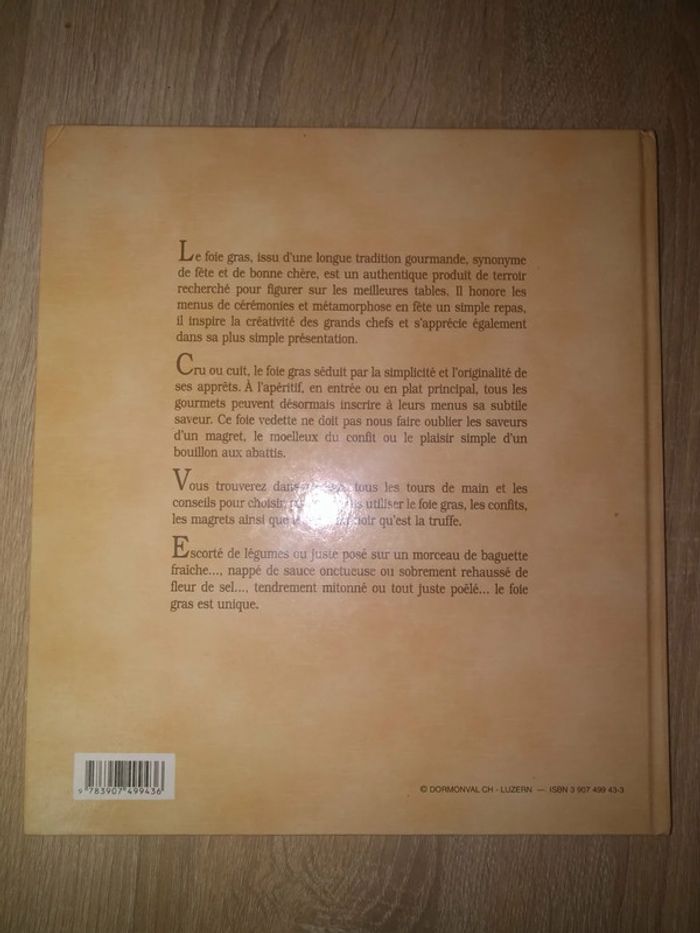 Le foie gras, issu d'une longue tradition gourmande, synonyme
de fête et de bonne chère, est un authentique produit de terroir
recherché pour figurer sur les meilleures tables. Il honore les
menus de cérémonies et métamorphose en fête un simple repas,
il inspire la créativité des grands chefs et s'apprécie également
dans sa plus simple présentation.
Cru ou cuit, le foie gras séduit par la simplicité et l'originalité de
ses apprêts. À l'apéritif, en entrée ou en plat principal, tous les
gourmets peuvent désormais inscrire à leurs menus sa subtile
saveur. Ce foie vedette ne doit pas nous faire oublier les saveurs
d'un magret, le moelleux du confit ou le plaisir simple d'un
bouillon aux abattis.
Vous trouverez dans tous les tours de main et les
conseils pour choisir, utiliser le foie gras, les confits,
les magrets ainsi que qu'est la truffe.
Escorté de légumes ou juste posé sur un morceau de baguette
fraiche..., nappé de sauce onctueuse ou sobrement rehaussé de
fleur de sel..., tendrement mitonné ou tout juste poëlé... le foie
gras est unique.
9 783907 499436
© DORMONVAL CH - LUZERN — ISBN 3 907 499 43-3